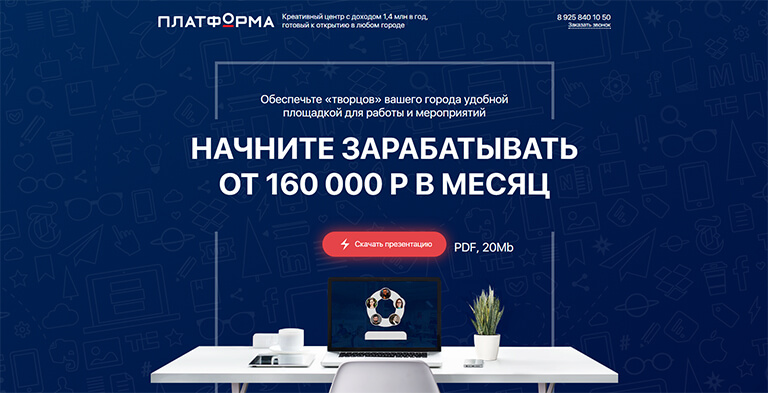 ПЛАТФОРМА
Креативный центр с доходом 1,4 млн в год,
готовый к открытию в любом городе
8 925 840 10 50
Заказать звонок
Обеспечьте «творцов» вашего города удобной
площадкой для работы и мероприятий
НАЧНИТЕ ЗАРАБАТЫВАТЬ
ОТ 160 000 Р В МЕСЯЦ
Скачать презентацию
PDF, 20Mb